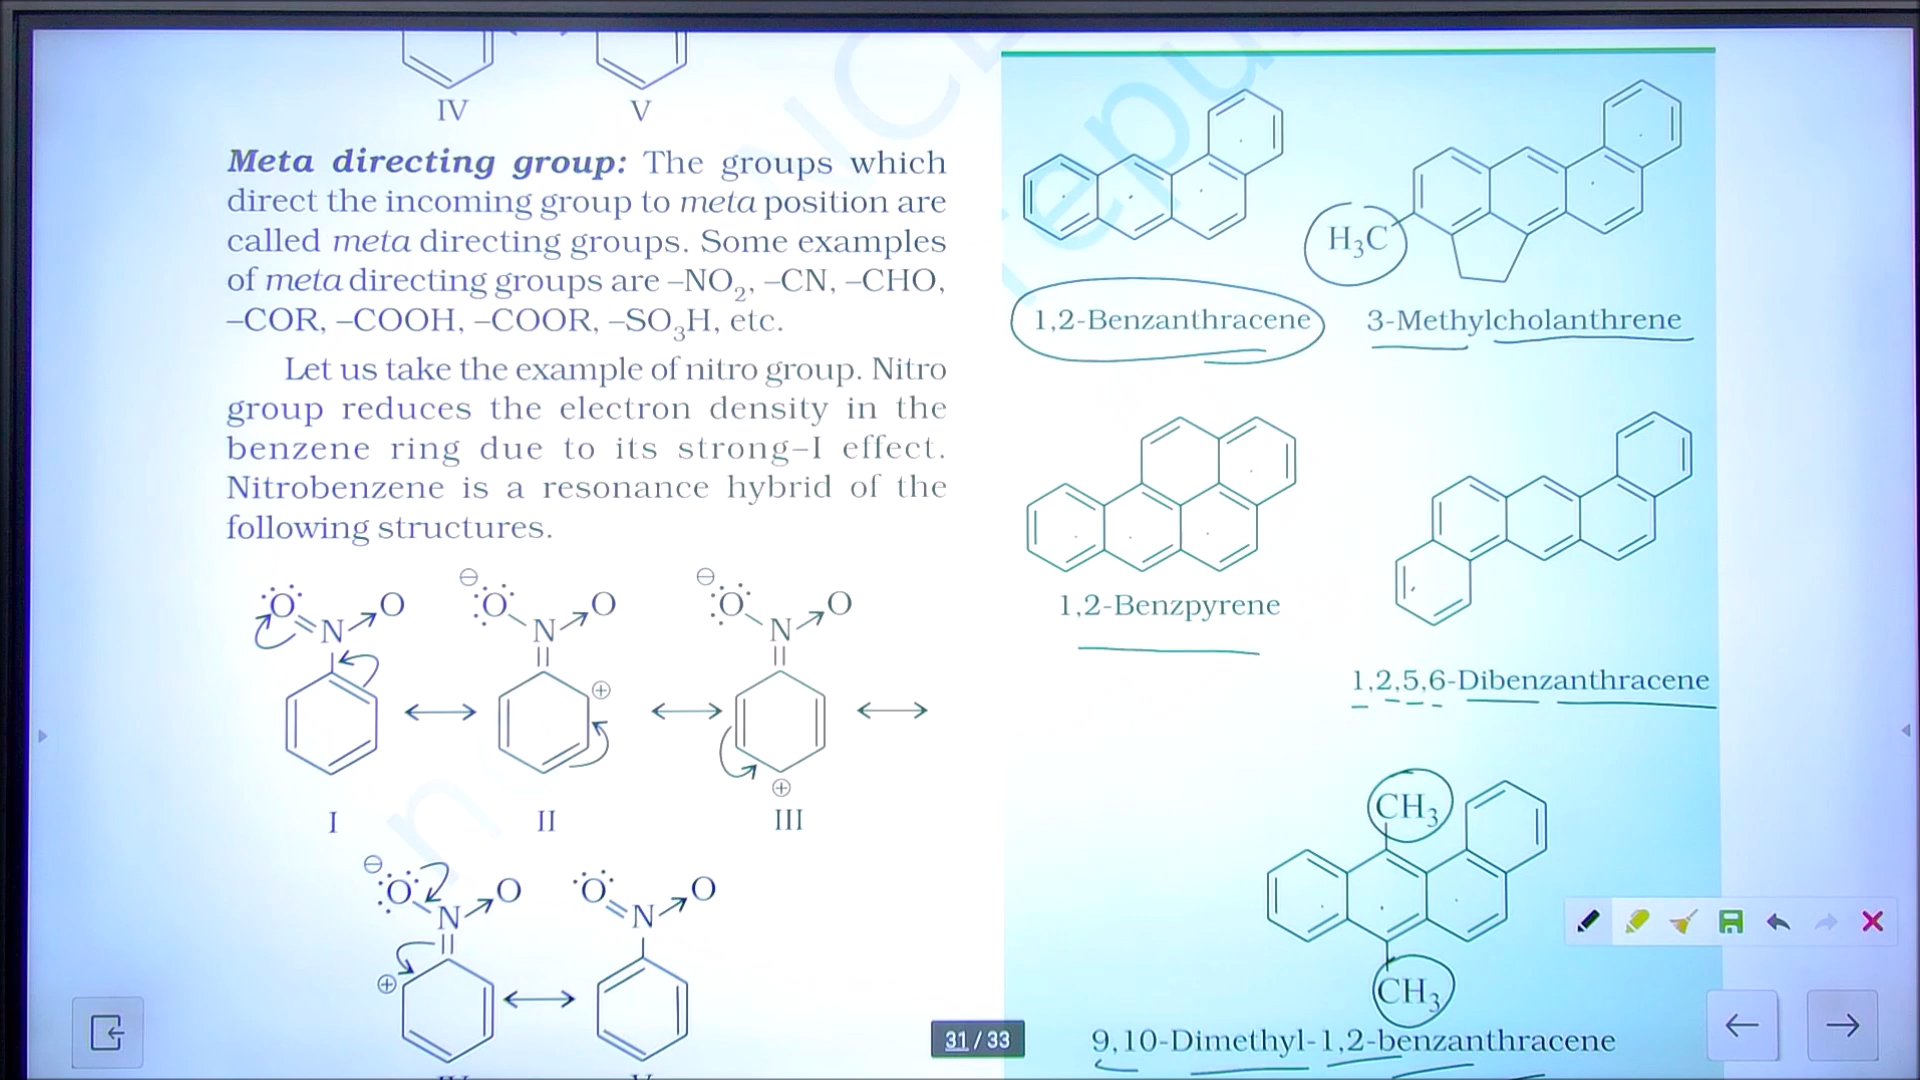 IV V
Meta directing group: The groups which
direct the incoming group to meta position are
called meta directing groups. Some examples
of meta directing groups are –NO₂, –CN, –CHO,
–COR, –COOH, –COOR, –SO₃H, etc.
Let us take the example of nitro group. Nitro
group reduces the electron density in the
benzene ring due to its strong–I effect.
Nitrobenzene is a resonance hybrid of the
following structures.
⊖ ⊖
:Ö: O :Ö: O :Ö: O
N N N
⊕
⊕
I II III
⊖
:Ö: O :Ö O
N N
⊕
H₃C
1,2-Benzanthracene 3-Methylcholanthrene
1,2-Benzpyrene
1,2,5,6-Dibenzanthracene
CH₃
CH₃
9,10-Dimethyl-1,2-benzanthracene
31 / 33